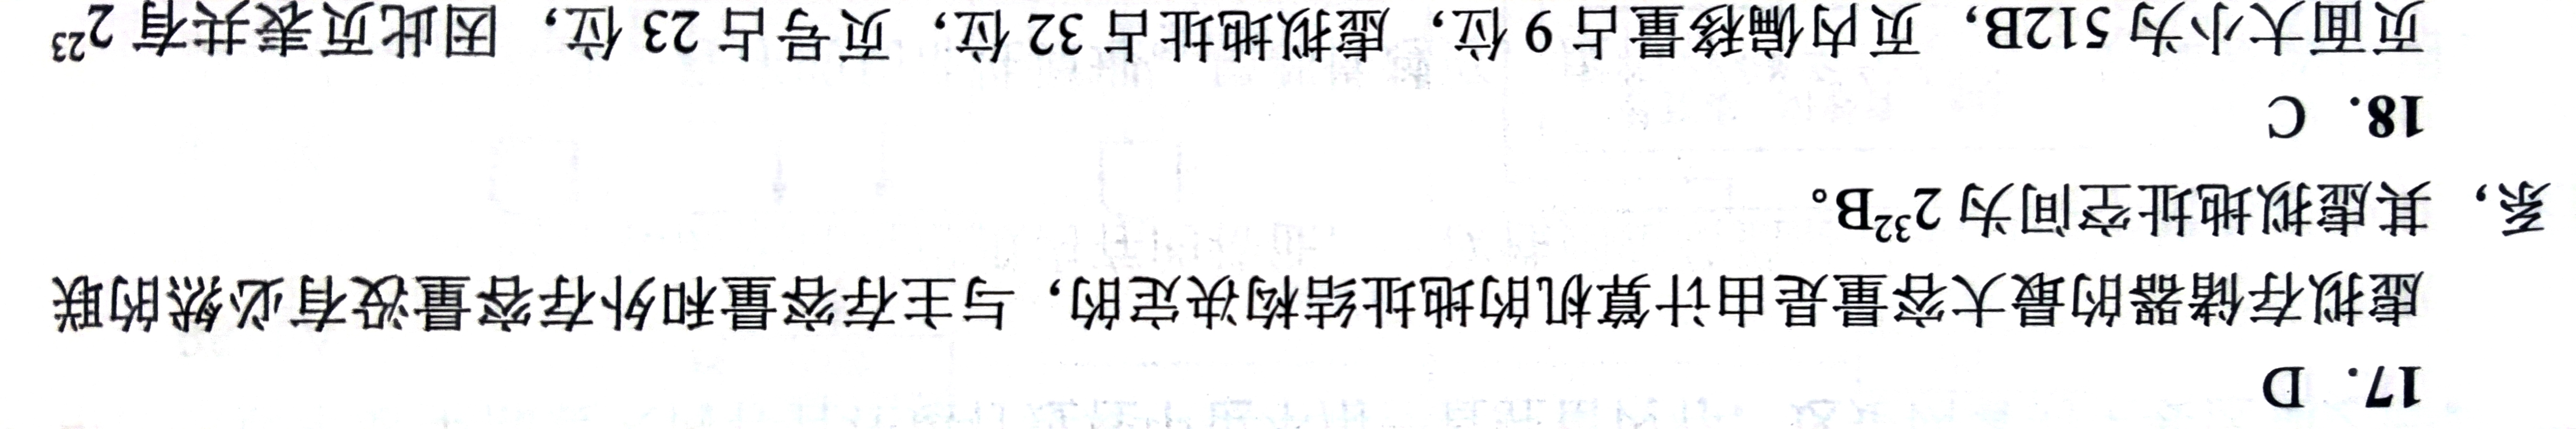 17. D
虚拟存储器的最大容量是由计算机的地址结构决定的，与主存容量和外存容量没有必然的联
系，其虚拟地址空间为 2³²B。
18. C
页面大小为 512B，页内偏移量占 9 位，虚拟地址占 32 位，页号占 23 位，因此页表共有 2²³